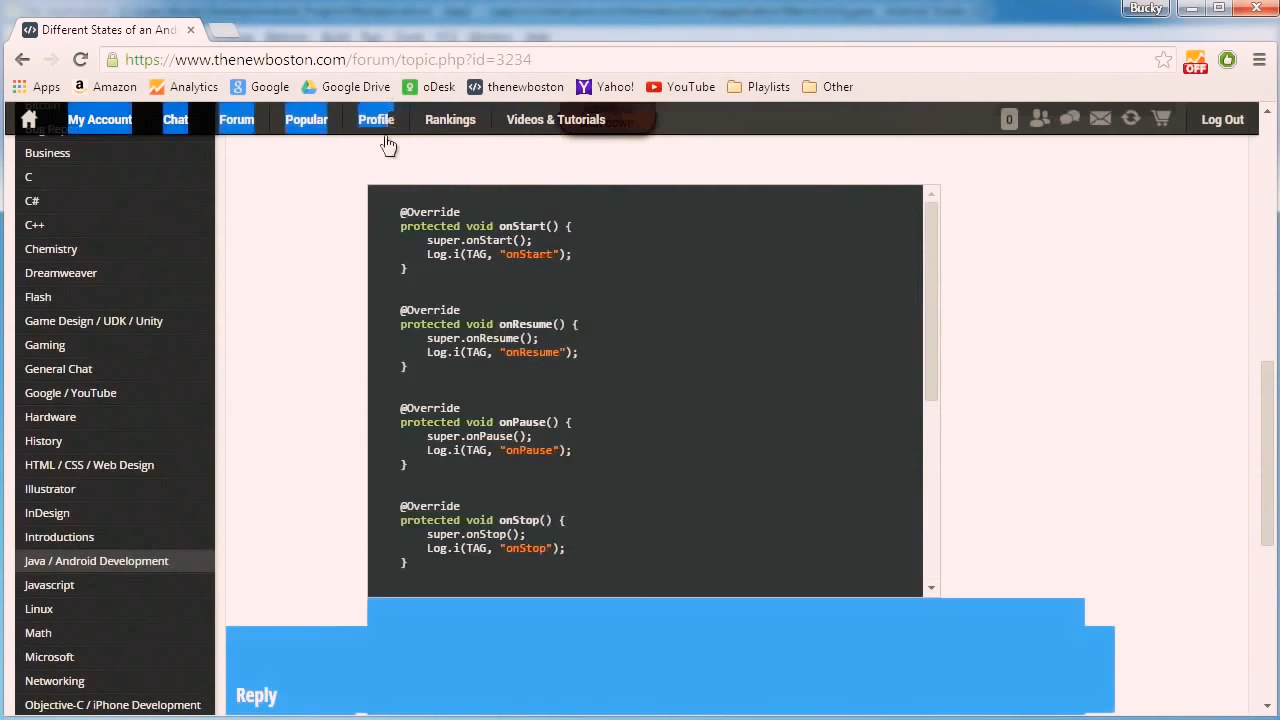 Bucky
Different States of an And
https://www.thenewboston.com/forum/topic.php?id=3234
OFF
Apps Amazon Analytics Google Google Drive oDesk thenewboston Yahoo! YouTube Playlists Other
My Account Chat Forum Popular Profile Rankings Videos & Tutorials 0 Log Out
Business
C
C#
C++
Chemistry
Dreamweaver
Flash
Game Design / UDK / Unity
Gaming
General Chat
Google / YouTube
Hardware
History
HTML / CSS / Web Design
Illustrator
InDesign
Introductions
Java / Android Development
Javascript
Linux
Math
Microsoft
Networking
Objective-C / iPhone Development
@Override
protected void onStart() {
super.onStart();
Log.i(TAG, "onStart");
}
@Override
protected void onResume() {
super.onResume();
Log.i(TAG, "onResume");
}
@Override
protected void onPause() {
super.onPause();
Log.i(TAG, "onPause");
}
@Override
protected void onStop() {
super.onStop();
Log.i(TAG, "onStop");
}
Reply